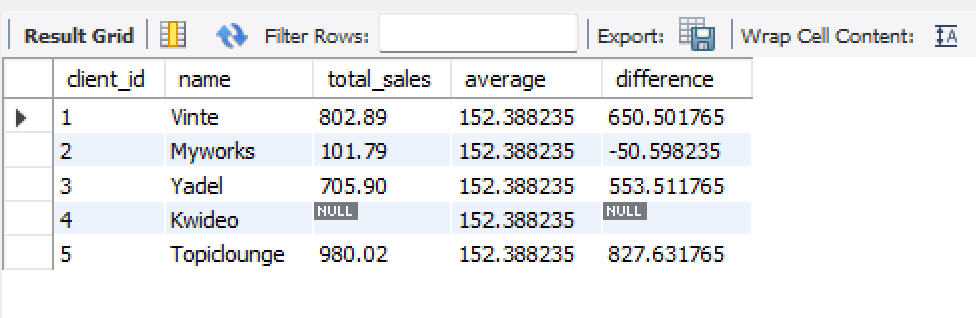 Result Grid Filter Rows: Export: Wrap Cell Content: IA
client_id name total_sales average difference
1 Vinte 802.89 152.388235 650.501765
2 Myworks 101.79 152.388235 -50.598235
3 Yadel 705.90 152.388235 553.511765
4 Kwideo NULL 152.388235 NULL
5 Topiclounge 980.02 152.388235 827.631765